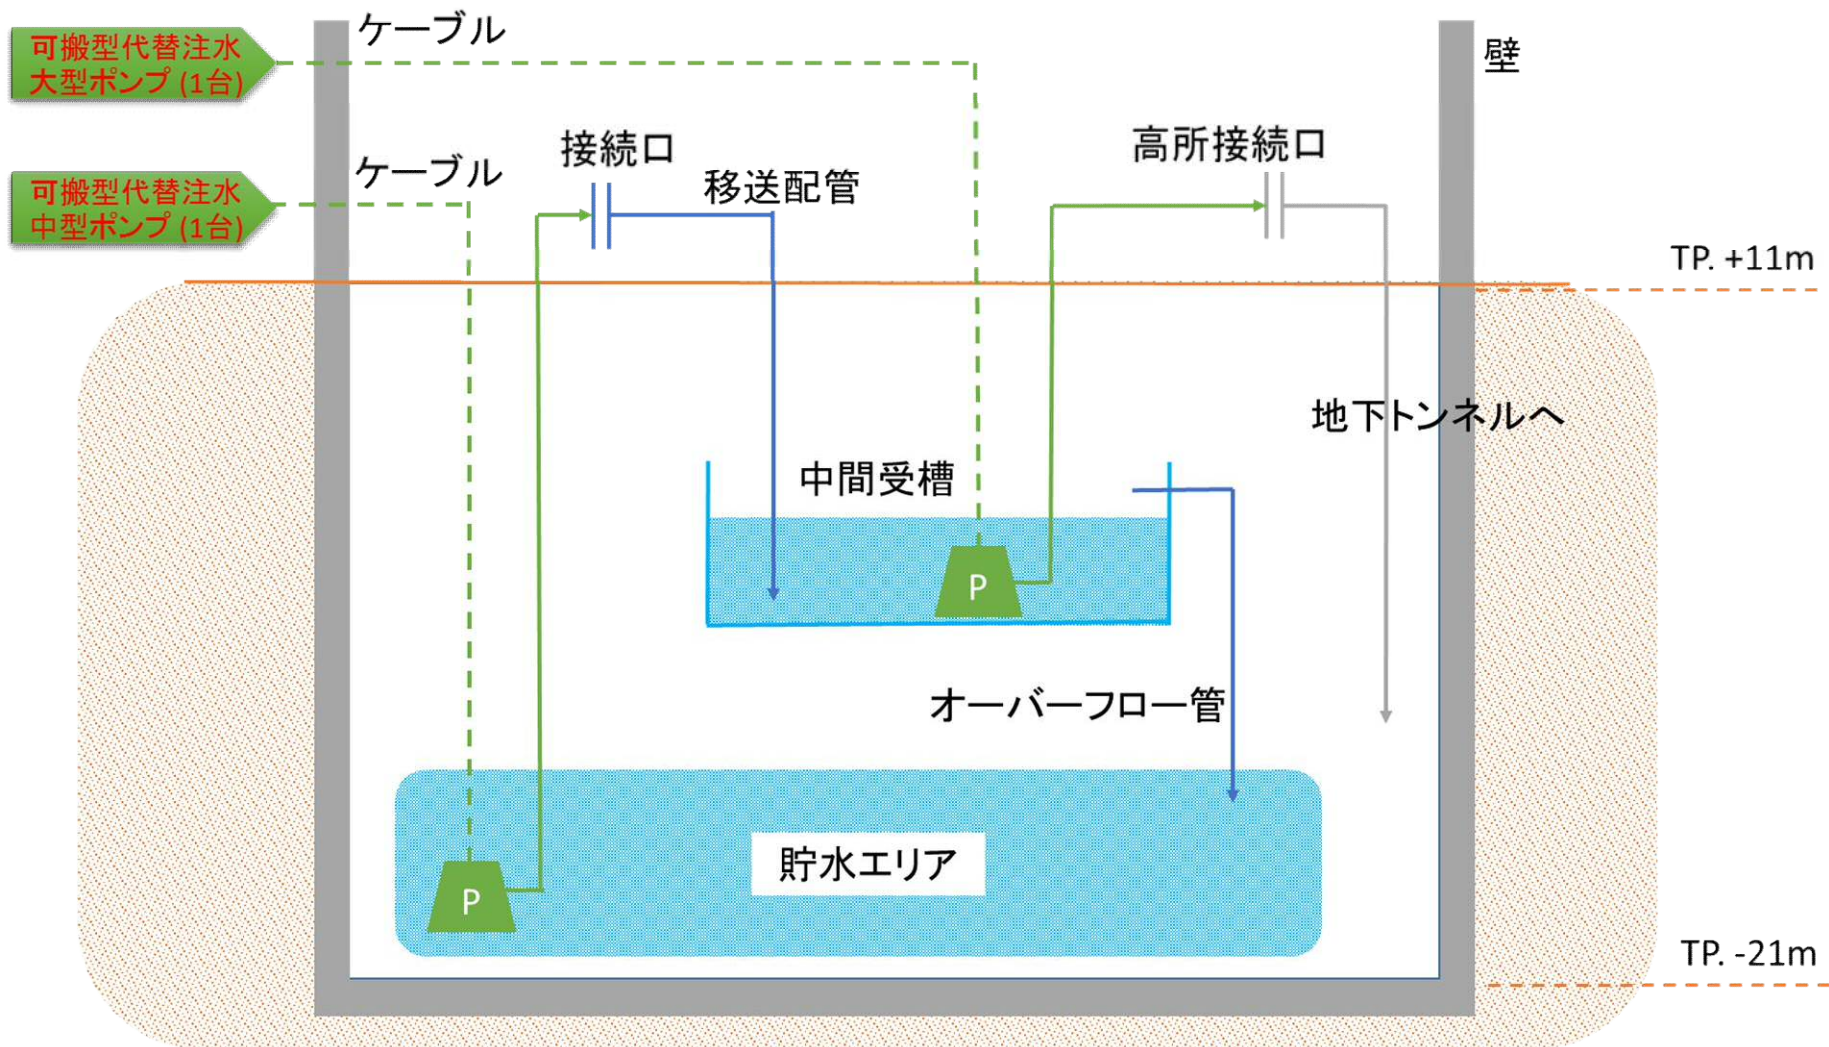 可搬型代替注水
大型ポンプ (1台)
ケーブル
壁
可搬型代替注水
中型ポンプ (1台)
ケーブル
接続口
移送配管
高所接続口
TP. +11m
地下トンネルへ
中間受槽
P
オーバーフロー管
貯水エリア
P
TP. -21m